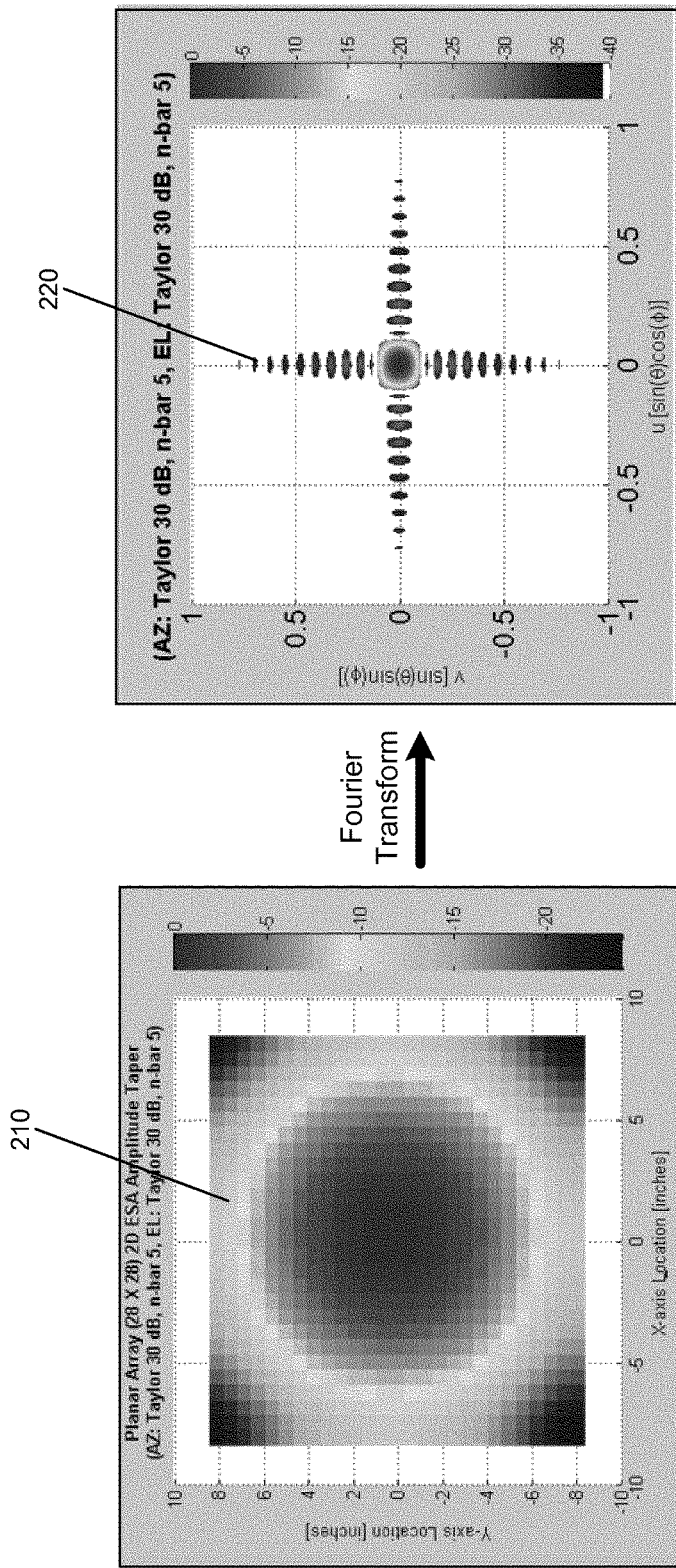 210
Planar Array (28 X 28) 2D ESA Amplitude Taper
(AZ: Taylor 30 dB, n-bar 5, EL: Taylor 30 dB, n-bar 5)
Y-axis Location [inches]
10
8
6
4
2
0
-2
-4
-6
-8
-10
-10 -5 0 5 10
X-axis Location [inches]
0
-5
-10
-15
-20
Fourier
Transform
220
(AZ: Taylor 30 dB, n-bar 5, EL: Taylor 30 dB, n-bar 5)
v [sin(θ)sin(ϕ))]
1
0.5
0
-0.5
-1
-1 -0.5 0 0.5 1
u [sin(θ)cos(ϕ)]
0
-5
-10
-15
-20
-25
-30
-35
-40